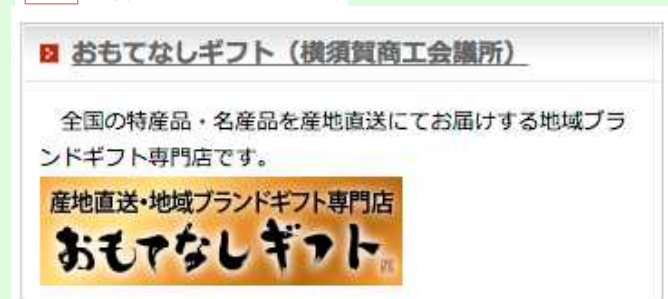 おもてなしギフト（横須賀商工会議所）
全国の特産品・名産品を産地直送にてお届けする地域ブラ
ンドギフト専門店です。
産地直送・地域ブランドギフト専門店
おもてなしギフト